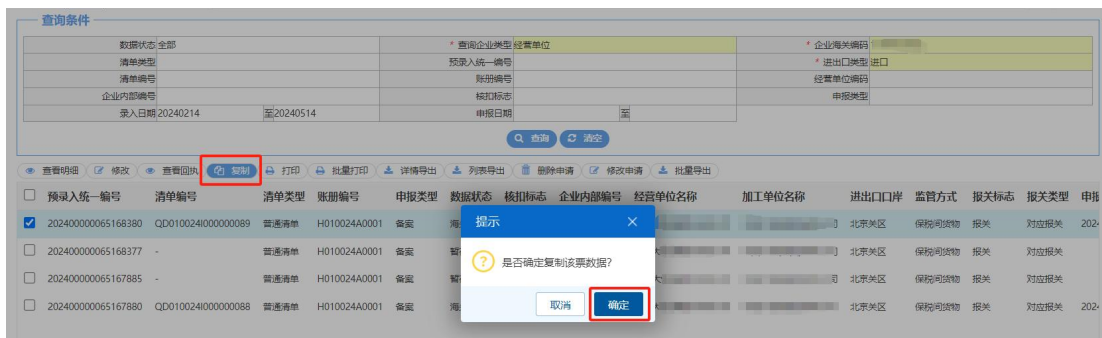 查询条件
数据状态 全部 * 查询企业类型 经营单位 * 企业海关编码
清单类型 预录入统一编号 * 进出口类型 进口
清单编号 账册编号 经营单位编码
企业内部编号 核扣标志 申报类型
录入日期 20240214 至 20240514 申报日期 至
查询 清空
查看明细 修改 查看回执 复制 打印 批量打印 详情导出 列表导出 删除申请 修改申请 批量导出
预录入统一编号 清单编号 清单类型 账册编号 申报类型 数据状态 核扣标志 企业内部编号 经营单位名称 加工单位名称 进出口口岸 监管方式 报关标志 报关类型 申报
202400000065168380 QD010024I000000089 普通清单 H010024A0001 备案 海 北京关区 保税间货物 报关 对应报关 2024
202400000065168377 - 普通清单 H010024A0001 备案 暂 北京关区 保税间货物 报关 对应报关
202400000065167885 - 普通清单 H010024A0001 备案 暂 北京关区 保税间货物 报关 对应报关
202400000065167880 QD010024I000000088 普通清单 H010024A0001 备案 海 北京关区 保税间货物 报关 对应报关 2024
提示
是否确定复制该票数据?
取消 确定